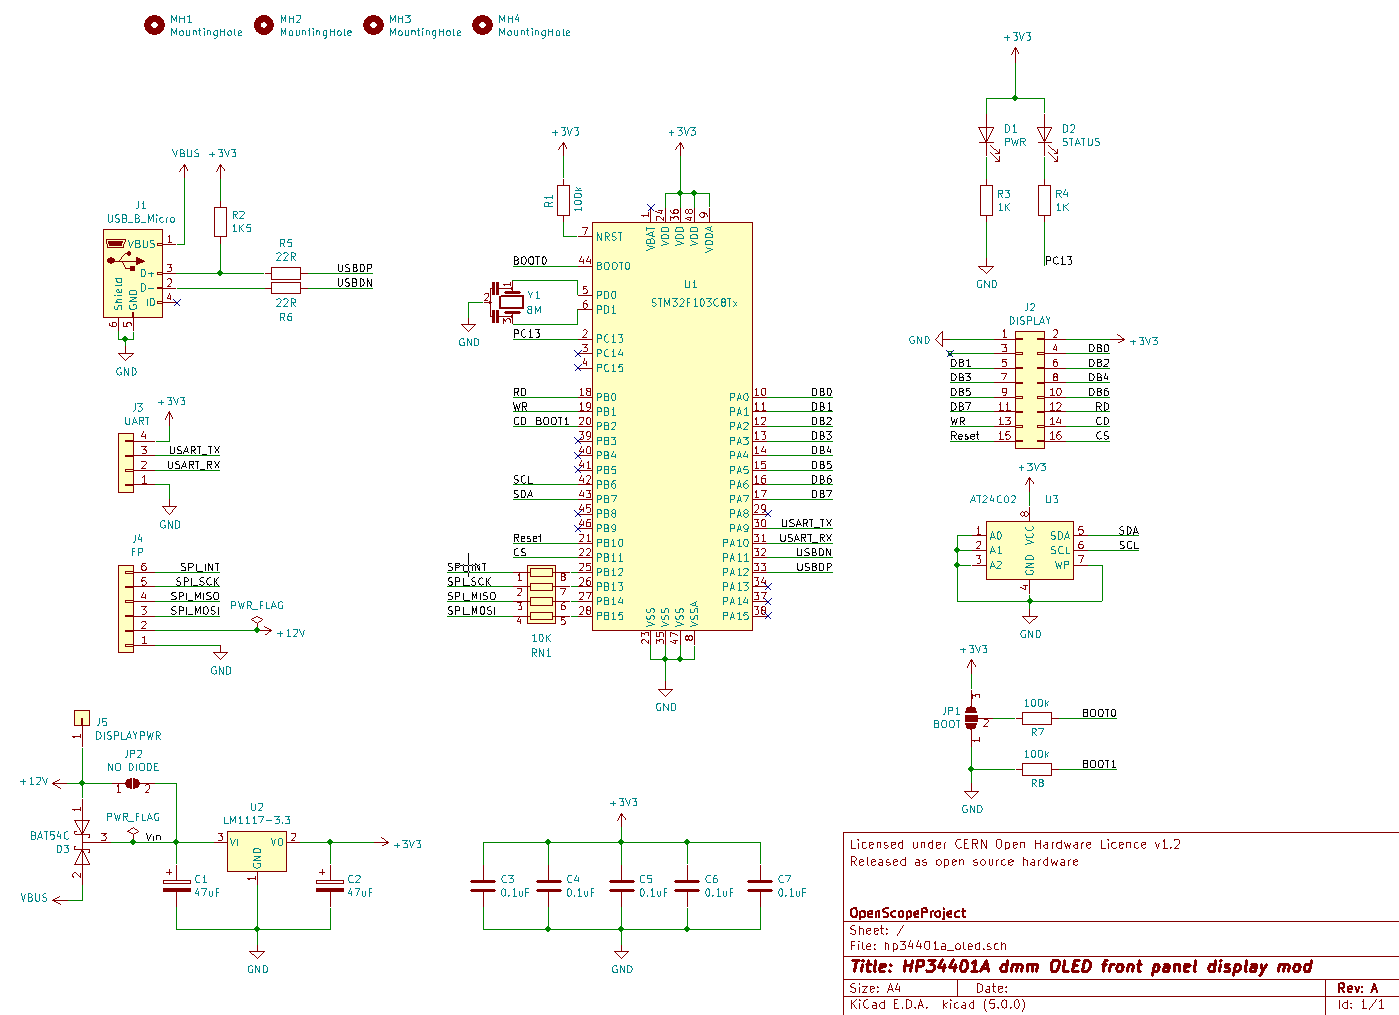 MH1
MountingHole
MH2
MountingHole
MH3
MountingHole
MH4
MountingHole
+3V3
D1
PWR
D2
STATUS
R3
1K
R4
1K
GND
PC13
VBUS
+3V3
J1
USB_B_Micro
R2
1K5
VBUS
1
D+
3
D-
2
ID
4
Shield
GND
6
5
GND
R5
22R
22R
R6
USBDP
USBDN
+3V3
R1
100k
+3V3
1
24
36
48
9
VBAT
VDD
VDD
VDD
VDDA
U1
STM32F103C8Tx
7
NRST
BOOT0
44
BOOT0
5
PD0
6
PD1
Y1
8M
1
2
3
GND
PC13
2
PC13
3
PC14
4
PC15
RD
18
PB0
WR
19
PB1
CD BOOT1
20
PB2
39
PB3
40
PB4
41
PB5
SCL
42
PB6
SDA
43
PB7
45
PB8
46
PB9
Reset
21
PB10
CS
22
PB11
SPI_INT
1
8
25
PB12
SPI_SCK
2
7
26
PB13
SPI_MISO
3
6
27
PB14
SPI_MOSI
4
5
28
PB15
10K
RN1
PA0
10
DB0
PA1
11
DB1
PA2
12
DB2
PA3
13
DB3
PA4
14
DB4
PA5
15
DB5
PA6
16
DB6
PA7
17
DB7
PA8
29
PA9
30
USART_TX
PA10
31
USART_RX
PA11
32
USBDN
PA12
33
USBDP
PA13
34
PA14
37
PA15
38
VSS
VSS
VSS
VSSA
23
35
47
8
GND
J2
DISPLAY
GND
1
2
+3V3
3
4
DB0
DB1
5
6
DB2
DB3
7
8
DB4
DB5
9
10
DB6
DB7
11
12
RD
WR
13
14
CD
Reset
15
16
CS
+3V3
AT24C02
U3
8
VCC
1
A0
2
A1
3
A2
SDA
5
SDA
SCL
6
SCL
WP
7
GND
4
GND
+3V3
JP1
BOOT
3
2
1
100k
R7
BOOT0
100k
R8
BOOT1
GND
J3
UART
+3V3
4
3
USART_TX
2
USART_RX
1
GND
J4
FP
6
SPI_INT
5
SPI_SCK
4
SPI_MISO
3
SPI_MOSI
2
PWR_FLAG
+12V
1
GND
J5
DISPLAYPWR
1
JP2
NO DIODE
+12V
1
2
1
BAT54C
D3
3
2
PWR_FLAG
Vin
VBUS
U2
LM1117-3.3
3
VI
VO
2
GND
1
+3V3
C1
47uF
C2
47uF
GND
+3V3
C3
0.1uF
C4
0.1uF
C5
0.1uF
C6
0.1uF
C7
0.1uF
GND
Licensed under CERN Open Hardware Licence v1.2
Released as open source hardware
OpenScopeProject
Sheet: /
File: hp34401a_oled.sch
Title: HP34401A dmm OLED front panel display mod
Size: A4
Date:
Rev: A
KiCad E.D.A. kicad (5.0.0)
Id: 1/1